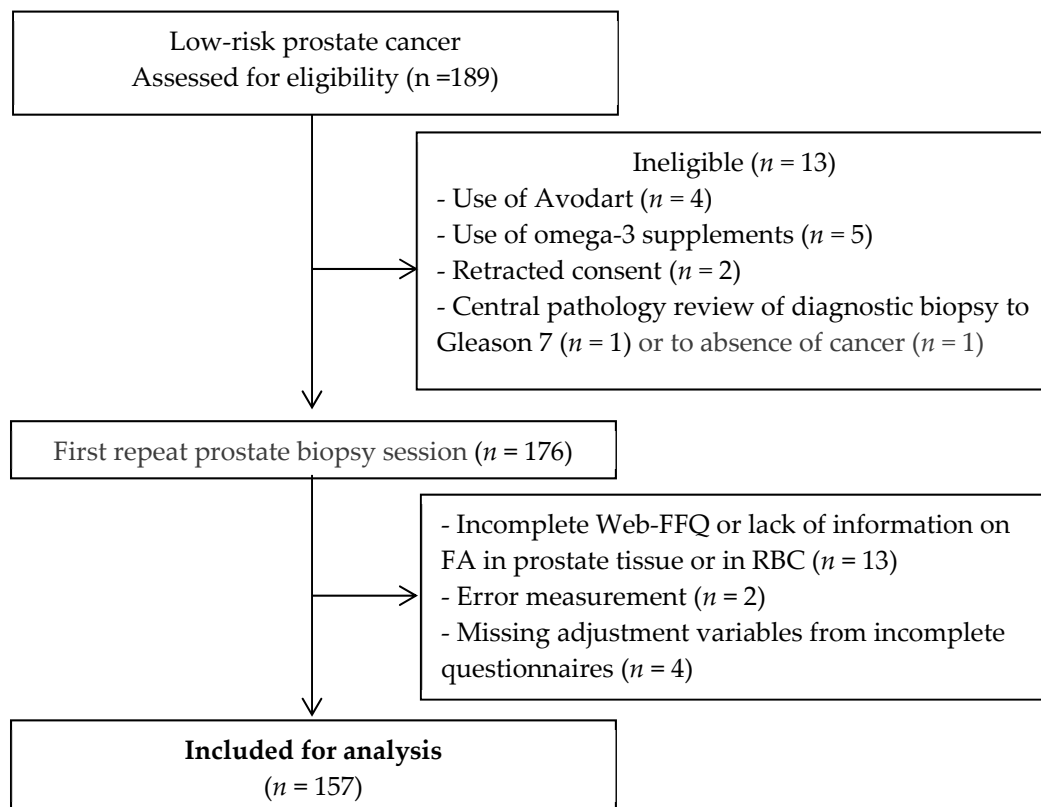 Low-risk prostate cancer
Assessed for eligibility (n =189)
Ineligible (n = 13)
- Use of Avodart (n = 4)
- Use of omega-3 supplements (n = 5)
- Retracted consent (n = 2)
- Central pathology review of diagnostic biopsy to
Gleason 7 (n = 1) or to absence of cancer (n = 1)
First repeat prostate biopsy session (n = 176)
- Incomplete Web-FFQ or lack of information on
FA in prostate tissue or in RBC (n = 13)
- Error measurement (n = 2)
- Missing adjustment variables from incomplete
questionnaires (n = 4)
Included for analysis
(n = 157)